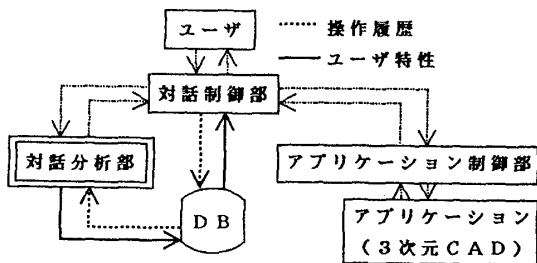 ユーザ
操作履歴
ユーザ特性
対話制御部
対話分析部
アプリケーション制御部
DB
アプリケーション
(3次元CAD)